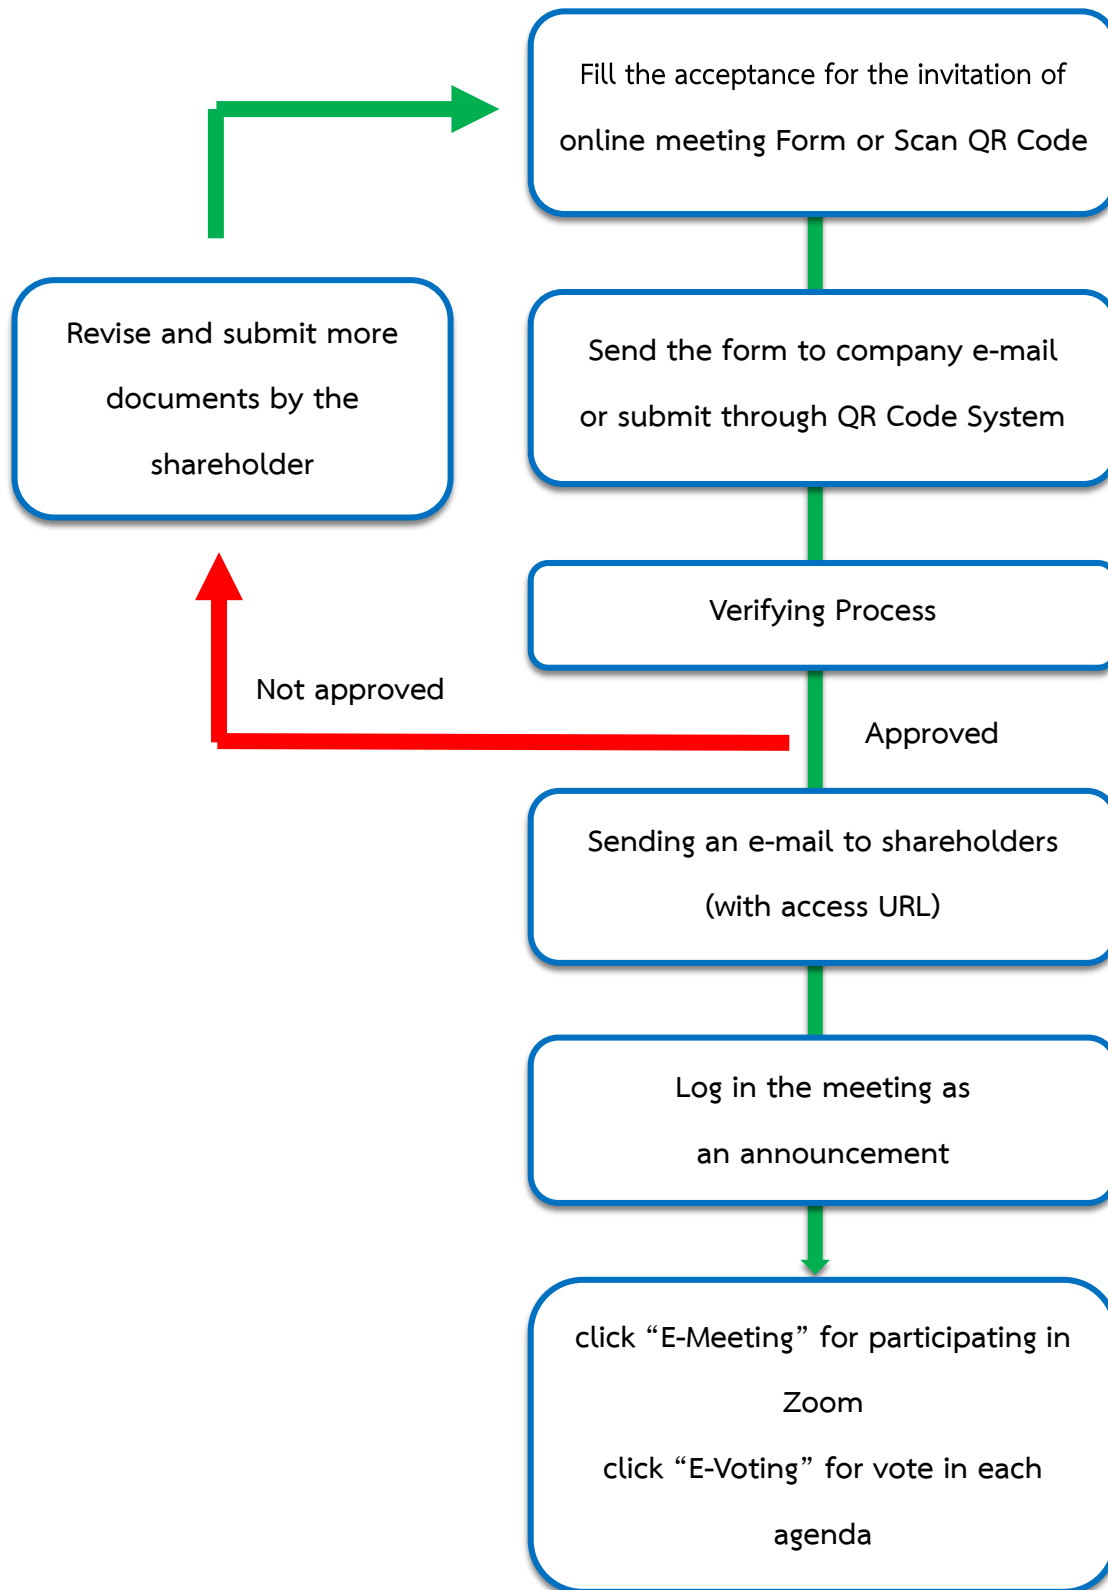 Fill the acceptance for the invitation of
online meeting Form or Scan QR Code
Revise and submit more
documents by the
shareholder
Send the form to company e-mail
or submit through QR Code System
Verifying Process
Not approved
Approved
Sending an e-mail to shareholders
(with access URL)
Log in the meeting as
an announcement
click “E-Meeting” for participating in
Zoom
click “E-Voting” for vote in each
agenda